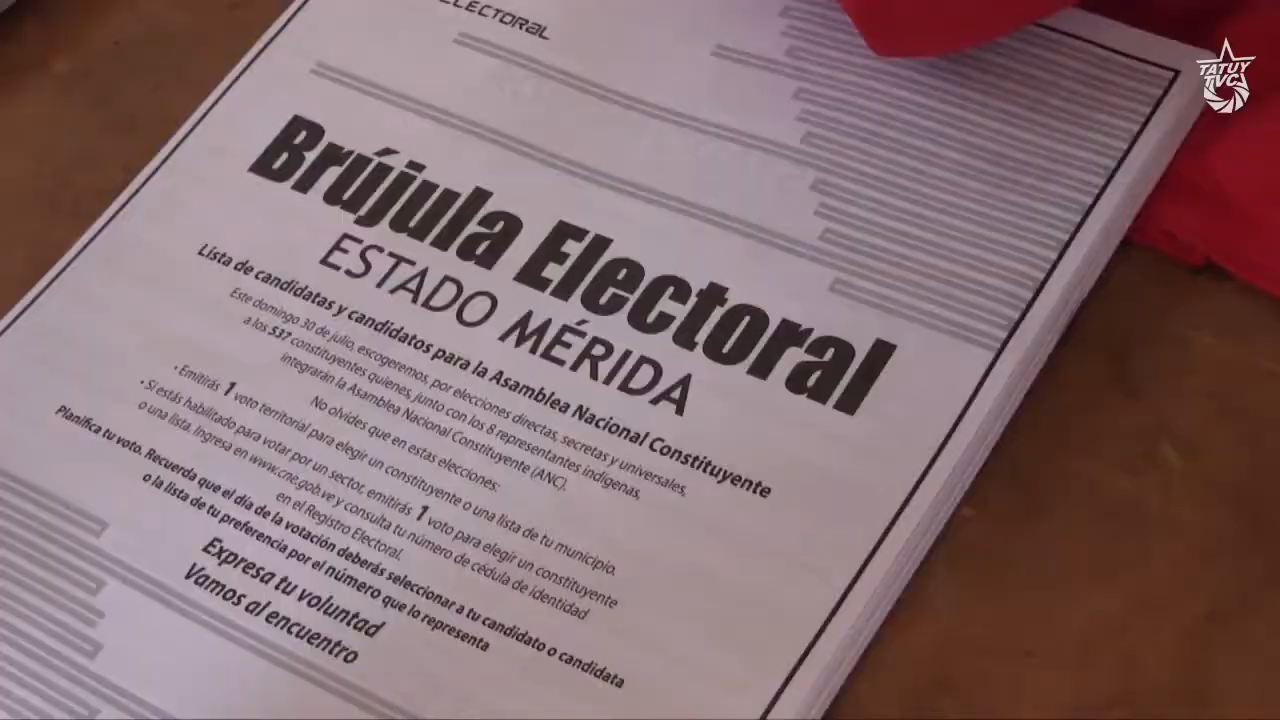 ELECTORAL
TATUY
TVC
Brújula Electoral
ESTADO MÉRIDA
Lista de candidatas y candidatos para la Asamblea Nacional Constituyente
Este domingo 30 de julio, escogeremos, por elecciones directas, secretas y universales,
a los 537 constituyentes quienes, junto con los 8 representantes indígenas,
integrarán la Asamblea Nacional Constituyente (ANC).
No olvides que en estas elecciones:
• Emitirás 1 voto territorial para elegir un constituyente o una lista de tu municipio.
• Si estás habilitado para votar por un sector, emitirás 1 voto para elegir un constituyente
o una lista. Ingresa en www.cne.gob.ve y consulta tu número de cédula de identidad
en el Registro Electoral.
Planifica tu voto. Recuerda que el día de la votación deberás seleccionar a tu candidato o candidata
o la lista de tu preferencia por el número que lo representa
Expresa tu voluntad
Vamos al encuentro